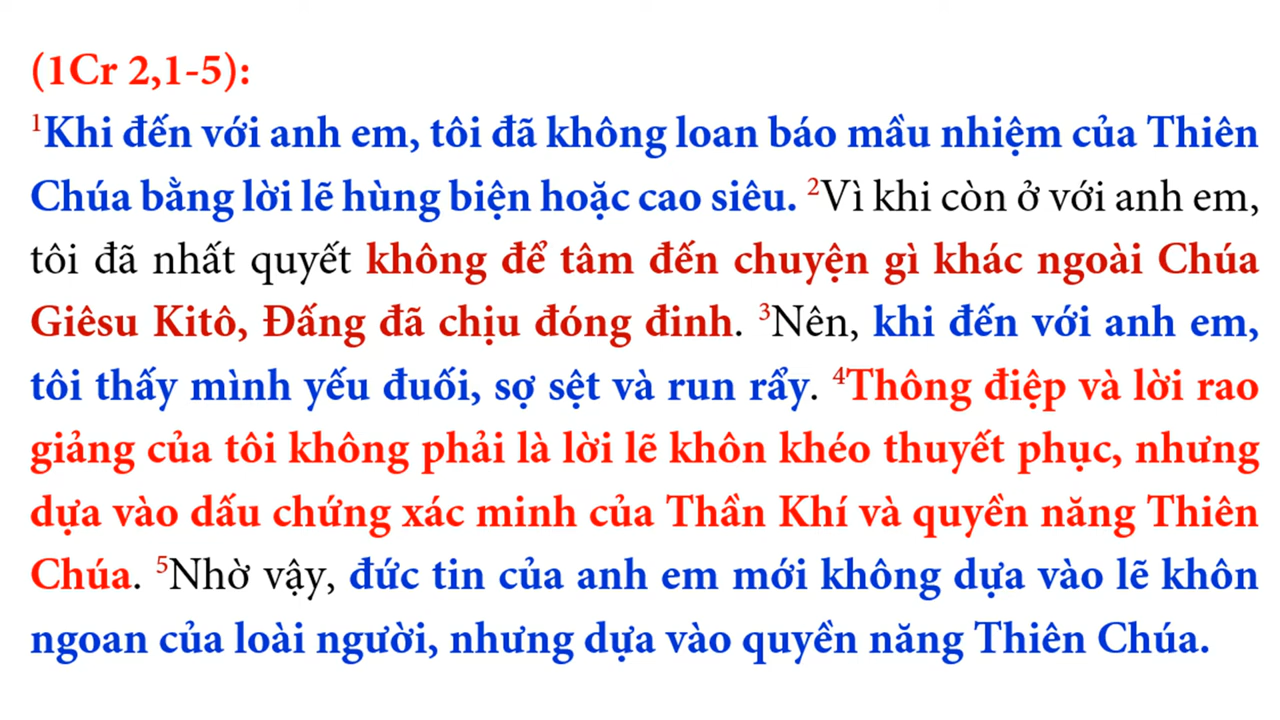 (1Cr 2,1-5):
¹Khi đến với anh em, tôi đã không loan báo mầu nhiệm của Thiên
Chúa bằng lời lẽ hùng biện hoặc cao siêu. ²Vì khi còn ở với anh em,
tôi đã nhất quyết không để tâm đến chuyện gì khác ngoài Chúa
Giêsu Kitô, Đấng đã chịu đóng đinh. ³Nên, khi đến với anh em,
tôi thấy mình yếu đuối, sợ sệt và run rẩy. ⁴Thông điệp và lời rao
giảng của tôi không phải là lời lẽ khôn khéo thuyết phục, nhưng
dựa vào dấu chứng xác minh của Thần Khí và quyền năng Thiên
Chúa. ⁵Nhờ vậy, đức tin của anh em mới không dựa vào lẽ khôn
ngoan của loài người, nhưng dựa vào quyền năng Thiên Chúa.